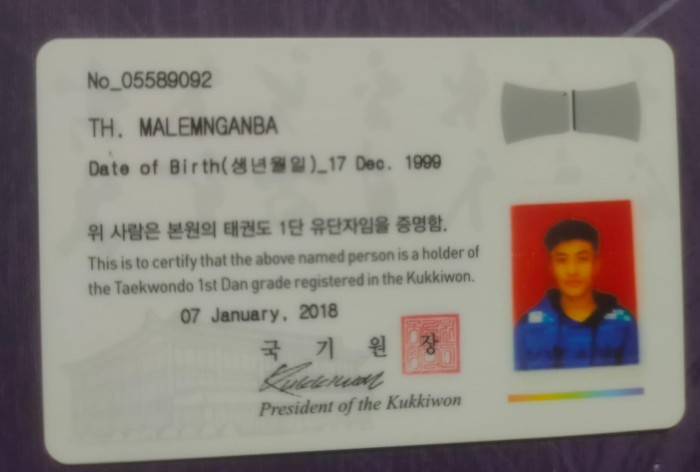 No_05589092
TH. MALEMNGANBA
Date of Birth(생년월일)_17 Dec. 1999
위 사람은 본원의 태권도 1단 유단자임을 증명함.
This is to certify that the above named person is a holder of
the Taekwondo 1st Dan grade registered in the Kukkiwon.
07 January, 2018
국 기 원 장
Kukkiwon
President of the Kukkiwon